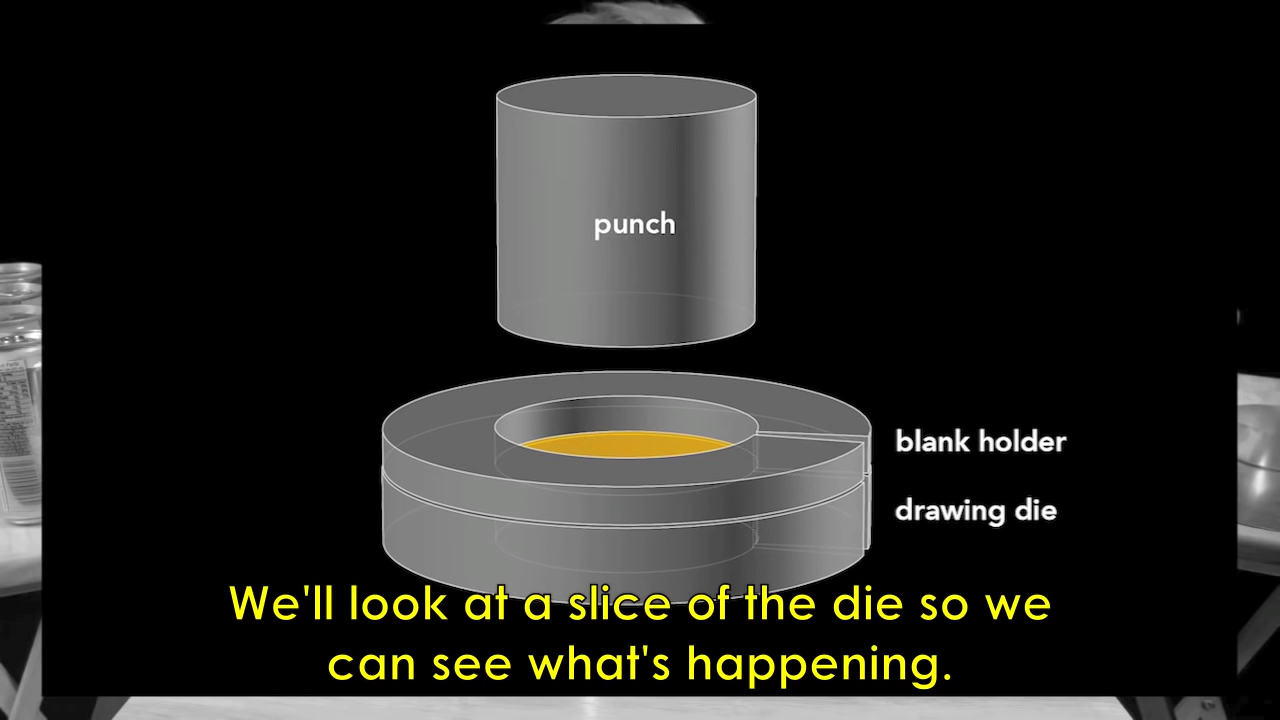 punch
blank holder
drawing die
We'll look at a slice of the die so we
can see what's happening.